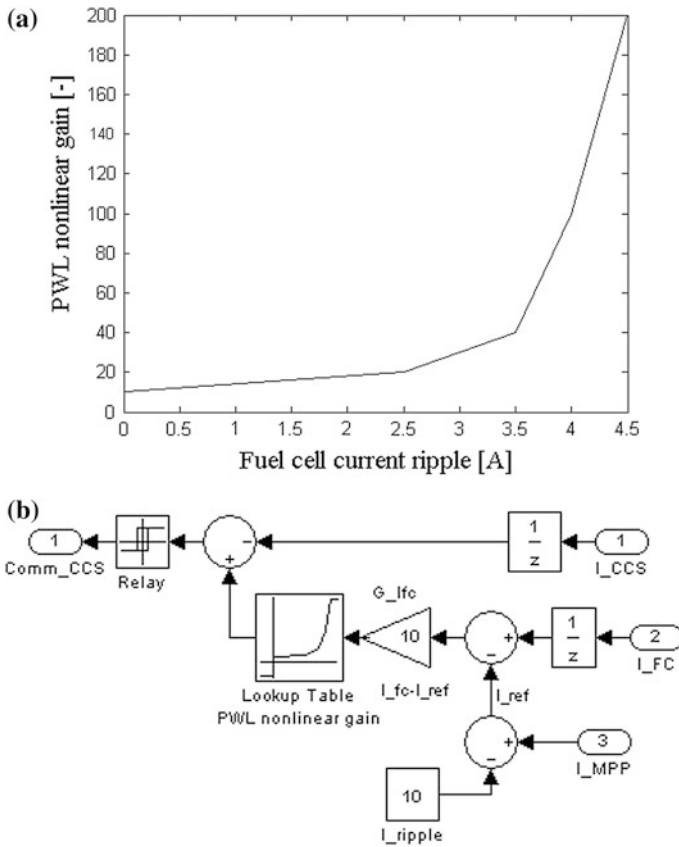 (a)
PWL nonlinear gain [-]
200
180
160
140
120
100
80
60
40
20
0
0 0.5 1 1.5 2 2.5 3 3.5 4 4.5
Fuel cell current ripple [A]
(b)
1
Comm_CCS
Relay
-
+
1
z
1
I_CCS
G_Ifc
10
I_fc-I_ref
+
-
1
z
2
I_FC
Lookup Table
PWL nonlinear gain
I_ref
+
-
3
I_MPP
10
I_ripple